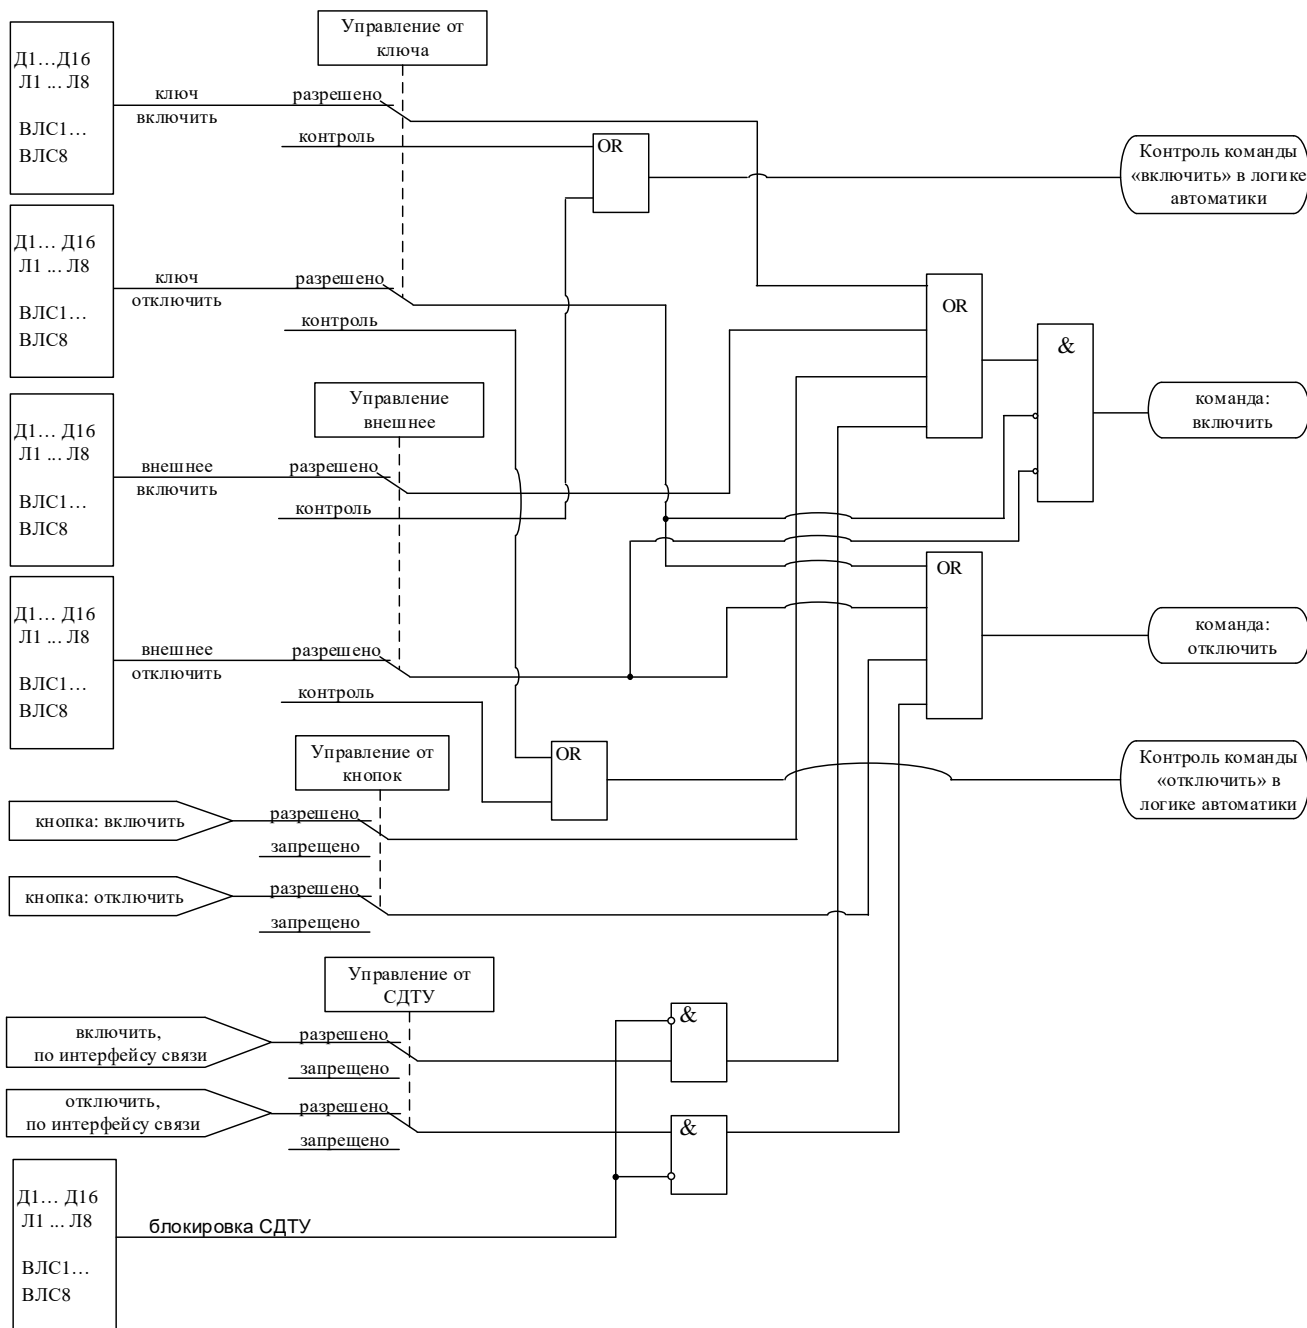 Д1…Д16
Л1 ... Л8
ВЛС1…
ВЛС8
ключ
включить
Управление от
ключа
разрешено
контроль
OR
Контроль команды
«включить» в логике
автоматики
Д1… Д16
Л1 ... Л8
ВЛС1…
ВЛС8
ключ
отключить
разрешено
контроль
OR
&
Управление
внешнее
команда:
включить
Д1… Д16
Л1 ... Л8
ВЛС1…
ВЛС8
внешнее
включить
разрешено
контроль
OR
Д1… Д16
Л1 ... Л8
ВЛС1…
ВЛС8
внешнее
отключить
разрешено
контроль
команда:
отключить
Управление от
кнопок
OR
Контроль команды
«отключить» в
логике автоматики
кнопка: включить
разрешено
запрещено
кнопка: отключить
разрешено
запрещено
Управление от
СДТУ
включить,
по интерфейсу связи
разрешено
запрещено
&
отключить,
по интерфейсу связи
разрешено
запрещено
&
Д1… Д16
Л1 ... Л8
ВЛС1…
ВЛС8
блокировка СДТУ